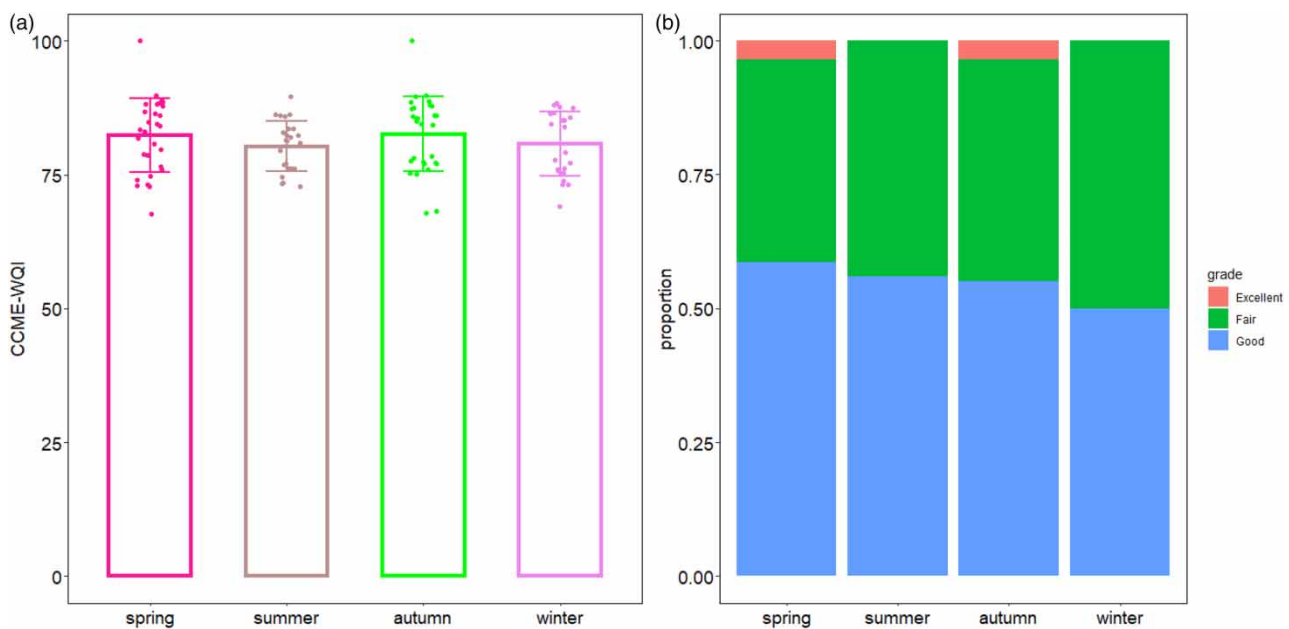 (a)
100
75
50
25
0
CCME-WQI
spring summer autumn winter
(b)
1.00
0.75
0.50
0.25
0.00
proportion
spring summer autumn winter
grade
Excellent
Fair
Good